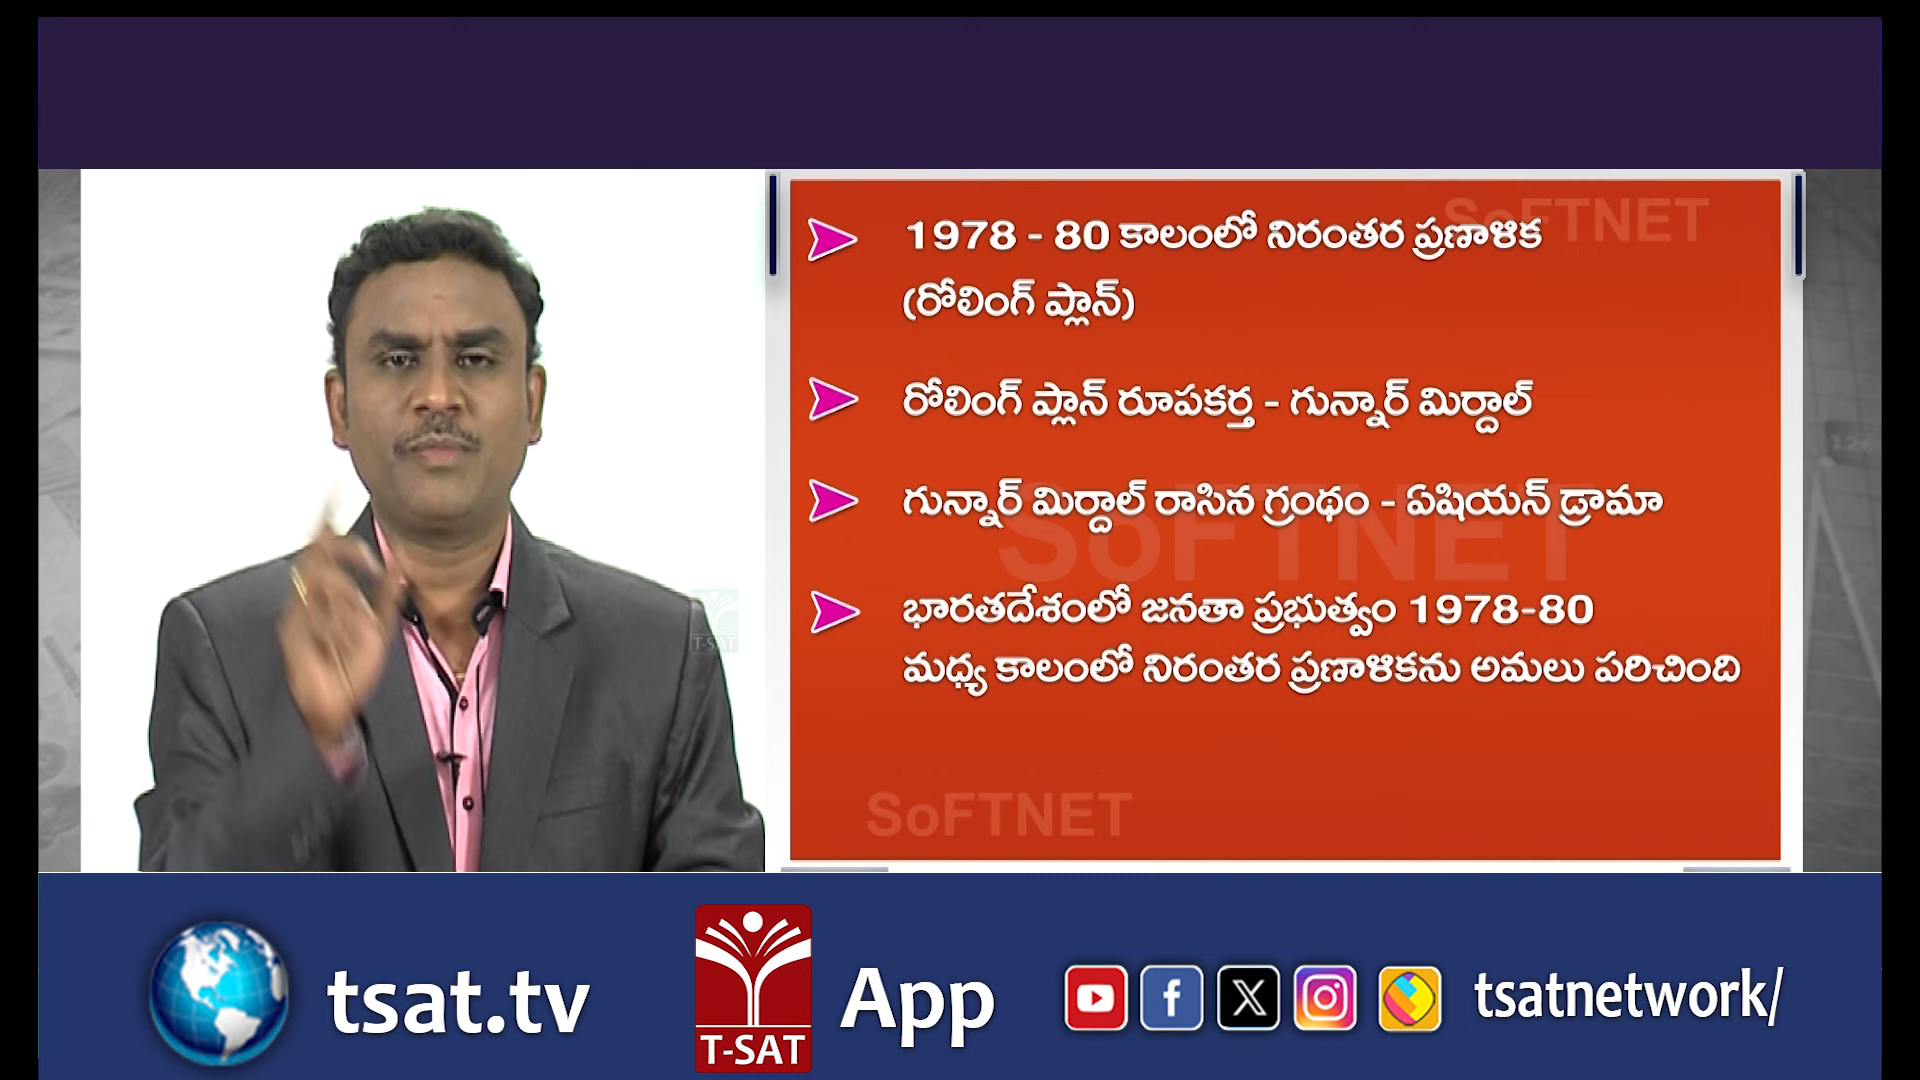 SoFTNET
1978 - 80 కాలంలో నిరంతర ప్రణాళిక
(రోలింగ్ ప్లాన్)
రోలింగ్ ప్లాన్ రూపకర్త - గున్నార్ మిర్దాల్
గున్నార్ మిర్దాల్ రాసిన గ్రంథం - ఏషియన్ డ్రామా
SoFTNET
భారతదేశంలో జనతా ప్రభుత్వం 1978-80
మధ్య కాలంలో నిరంతర ప్రణాళికను అమలు పరిచింది
SoFTNET
T-SAT
tsat.tv
T-SAT
App
tsatnetwork/